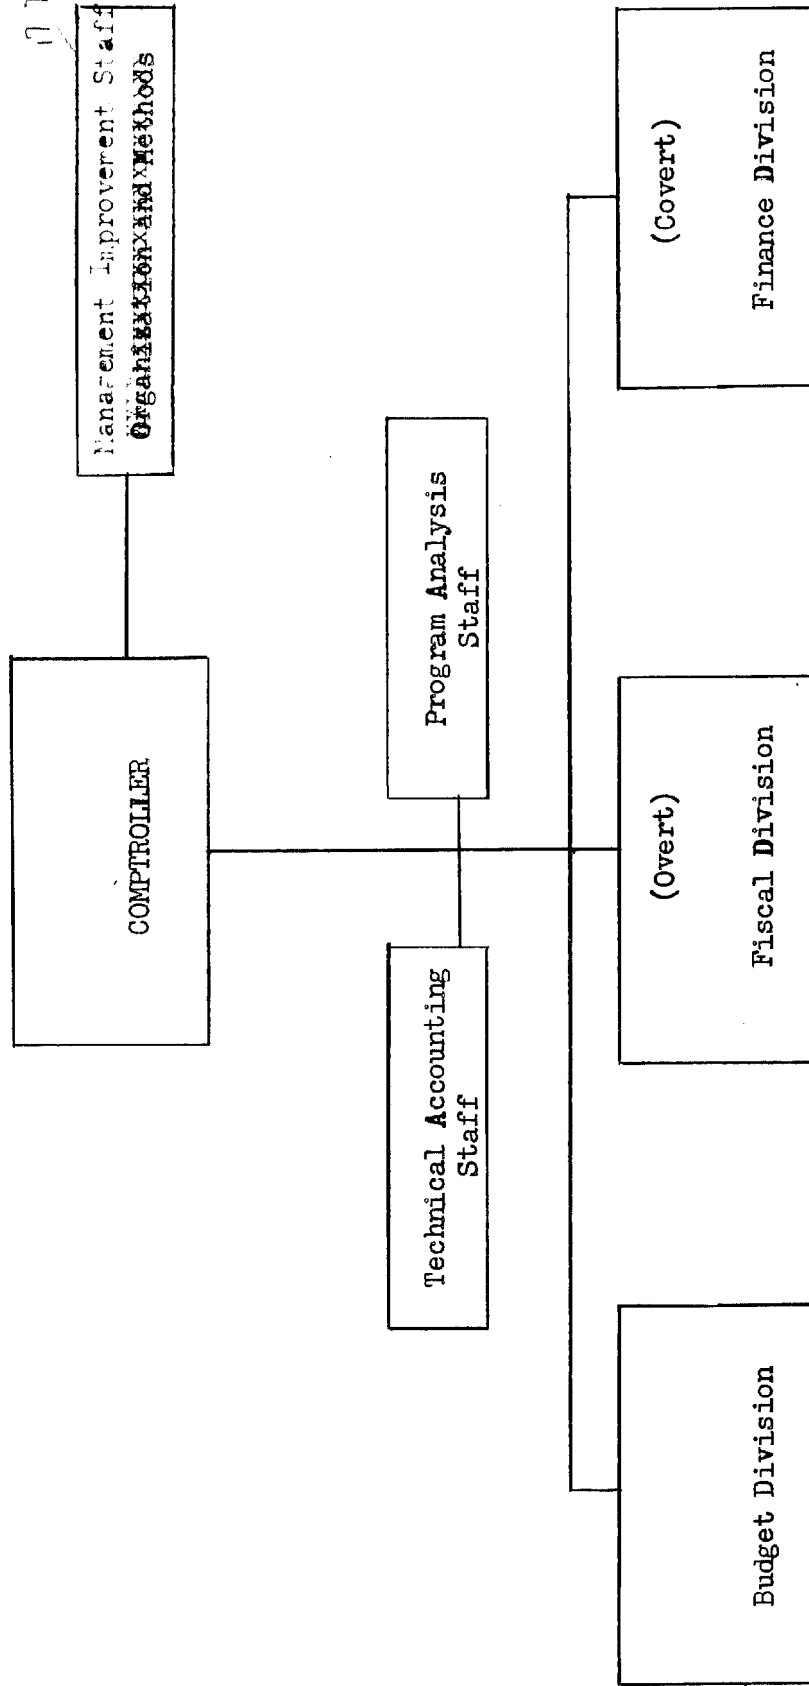 Management Improvement Staff
Organization and Methods
COMPTROLLER
Technical Accounting
Staff
Program Analysis
Staff
Budget Division
(Overt)
Fiscal Division
(Covert)
Finance Division